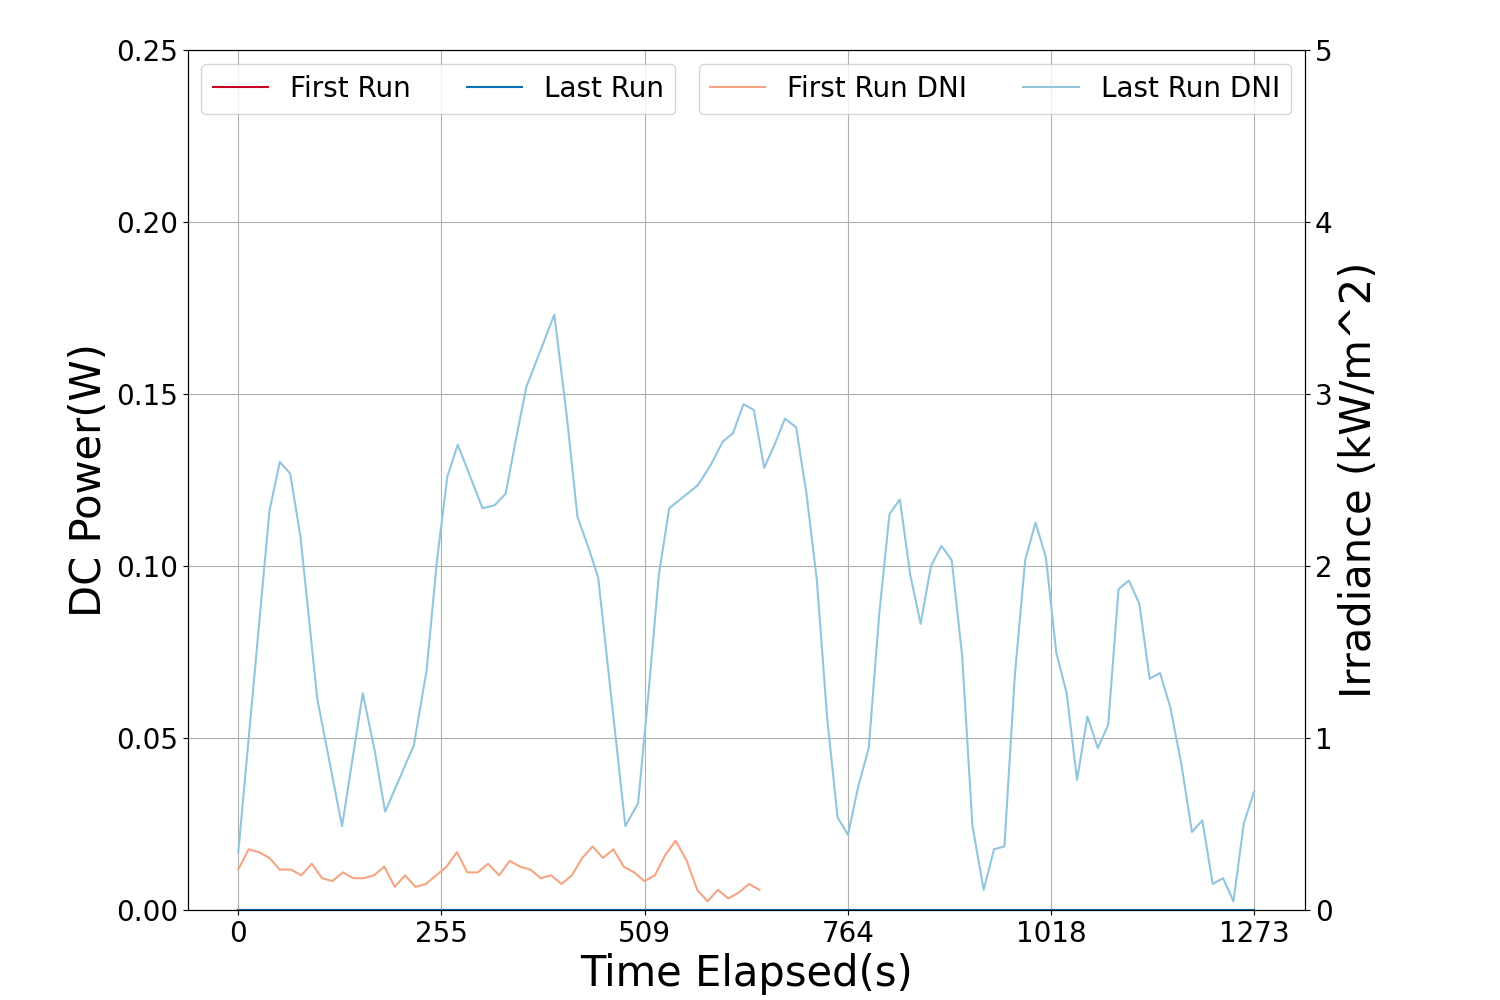 First Run
Last Run
First Run DNI
Last Run DNI
DC Power(W)
0.25
0.20
0.15
0.10
0.05
0.00
5
4
3
2
1
0
Irradiance (kW/m^2)
0 255 509 764 1018 1273
Time Elapsed(s)